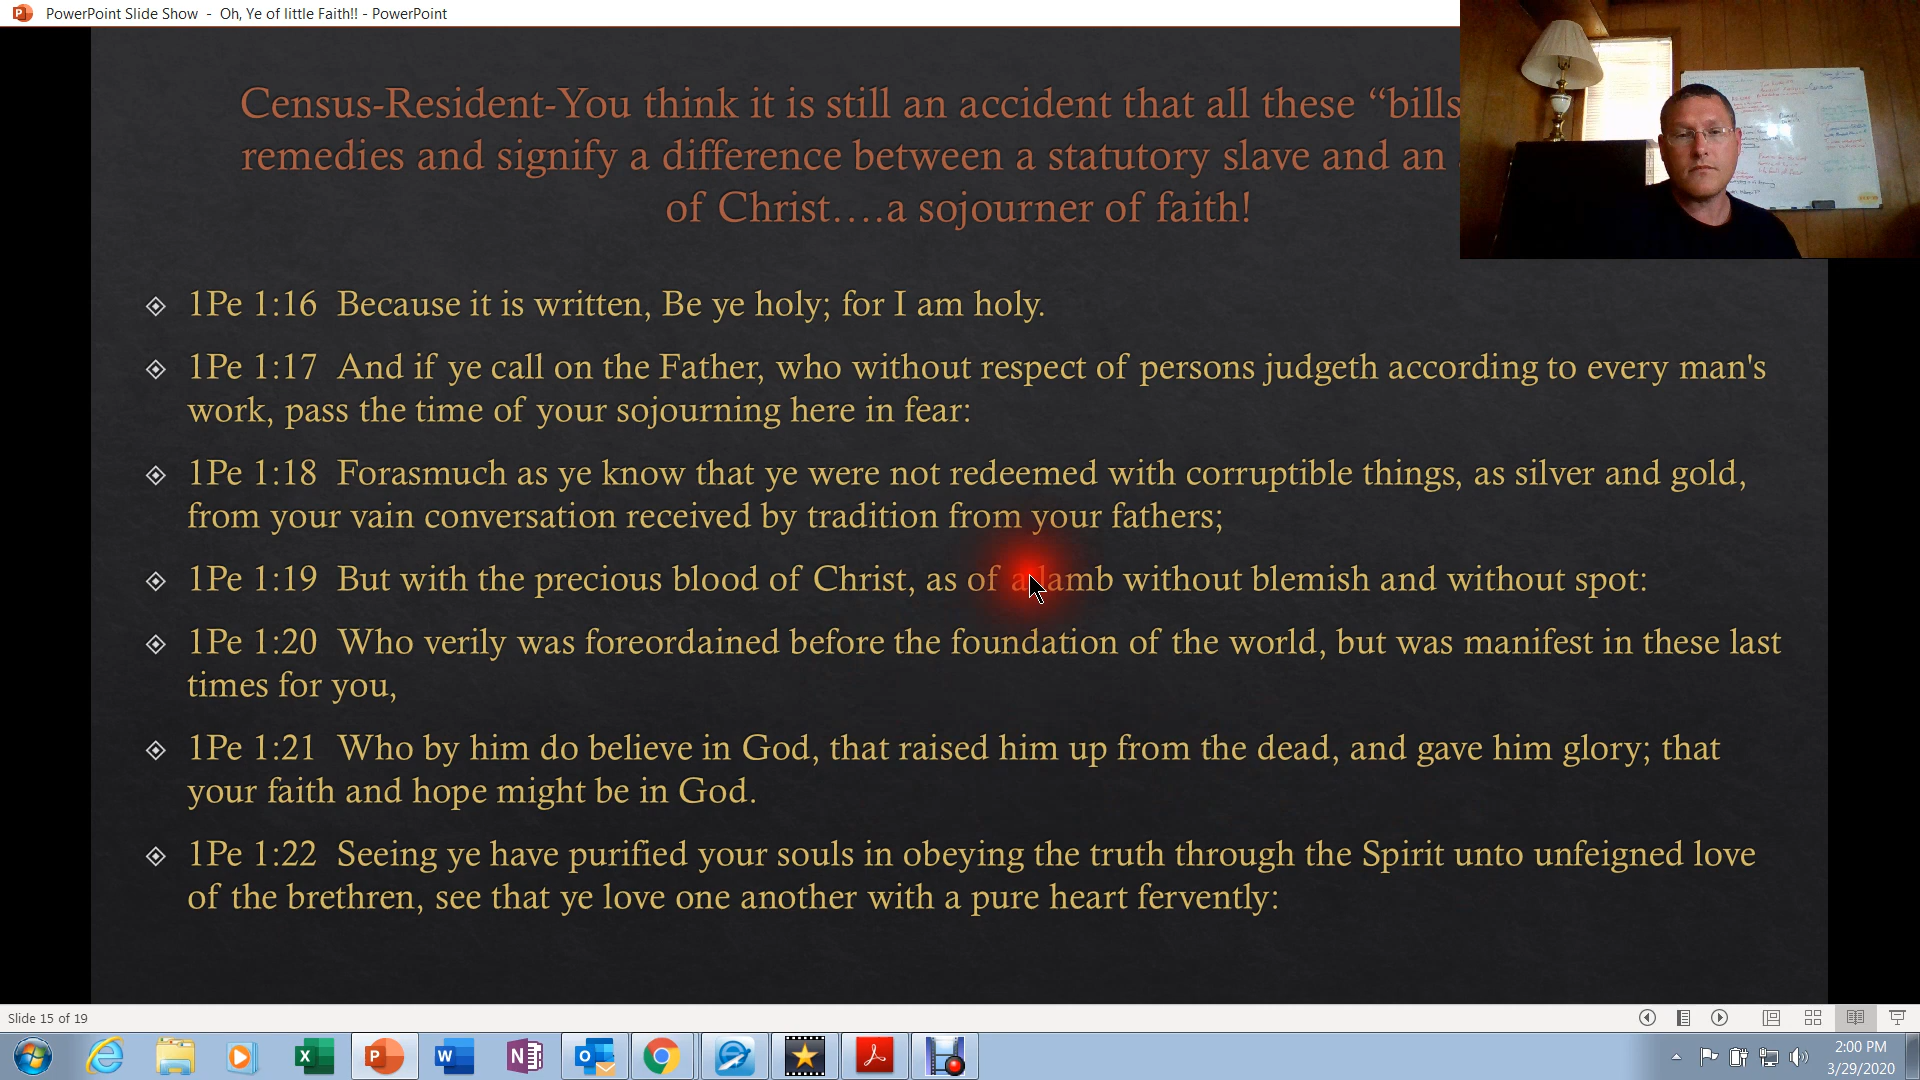 PowerPoint Slide Show - Oh, Ye of little Faith!! - PowerPoint
Census-Resident-You think it is still an accident that all these “bills
remedies and signify a difference between a statutory slave and an
of Christ….a sojourner of faith!
1Pe 1:16 Because it is written, Be ye holy; for I am holy.
1Pe 1:17 And if ye call on the Father, who without respect of persons judgeth according to every man's
work, pass the time of your sojourning here in fear:
1Pe 1:18 Forasmuch as ye know that ye were not redeemed with corruptible things, as silver and gold,
from your vain conversation received by tradition from your fathers;
1Pe 1:19 But with the precious blood of Christ, as of a lamb without blemish and without spot:
1Pe 1:20 Who verily was foreordained before the foundation of the world, but was manifest in these last
times for you,
1Pe 1:21 Who by him do believe in God, that raised him up from the dead, and gave him glory; that
your faith and hope might be in God.
1Pe 1:22 Seeing ye have purified your souls in obeying the truth through the Spirit unto unfeigned love
of the brethren, see that ye love one another with a pure heart fervently:
Slide 15 of 19
2:00 PM
3/29/2020